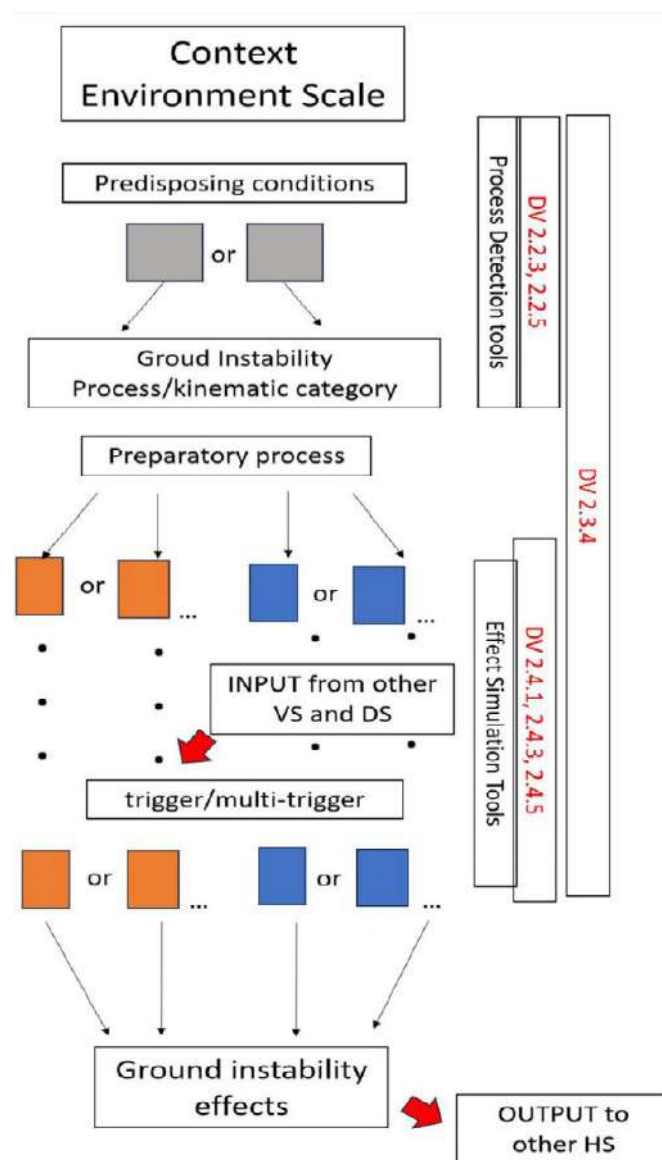 Context
Environment Scale
Predisposing conditions
or
Groud Instability
Process/kinematic category
Process Detection tools
DV 2.2.3, 2.2.5
DV 2.3.4
Preparatory process
or
...
or
...
INPUT from other
VS and DS
Effect Simulation Tools
DV 2.4.1, 2.4.3, 2.4.5
trigger/multi-trigger
or
...
or
...
Ground instability
effects
OUTPUT to
other HS